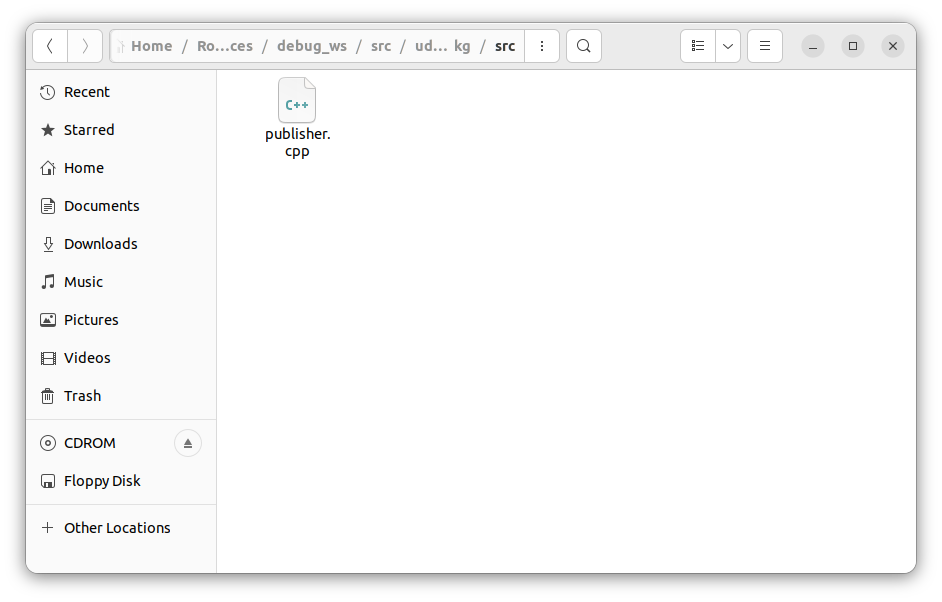 Home / Ro...ces / debug_ws / src / ud... kg / src
Recent
Starred
Home
Documents
Downloads
Music
Pictures
Videos
Trash
CDROM
Floppy Disk
Other Locations
C++
publisher.
cpp